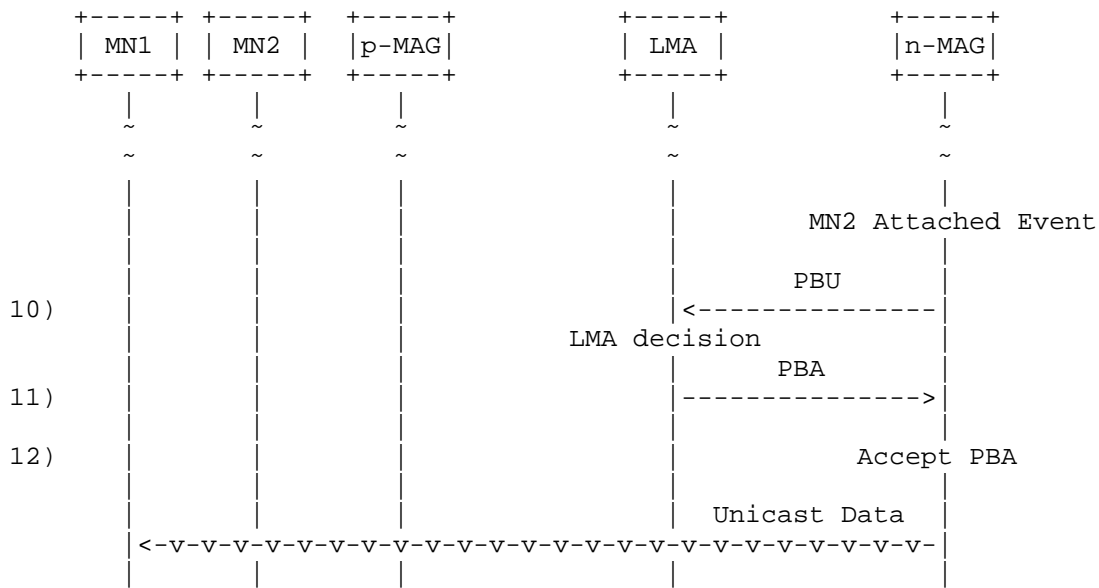 MN1 MN2 p-MAG LMA n-MAG
MN2 Attached Event
PBU
10)
LMA decision
PBA
11)
12) Accept PBA
Unicast Data
<-v-v-v-v-v-v-v-v-v-v-v-v-v-v-v-v-v-v-v-v-v-v-v-v-